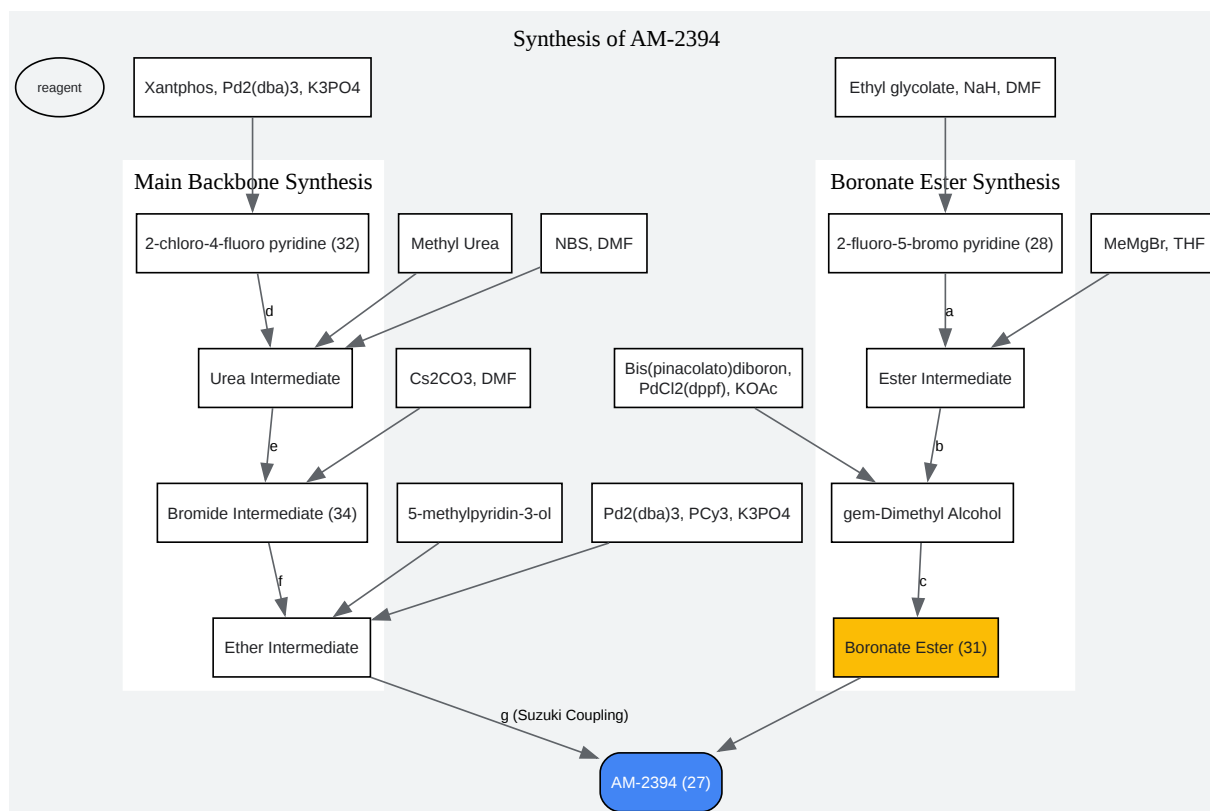 Synthesis of AM-2394
reagent
Xantphos, Pd2(dba)3, K3PO4
Ethyl glycolate, NaH, DMF
Main Backbone Synthesis
Boronate Ester Synthesis
2-chloro-4-fluoro pyridine (32)
Methyl Urea
NBS, DMF
2-fluoro-5-bromo pyridine (28)
MeMgBr, THF
d
a
Urea Intermediate
Cs2CO3, DMF
Bis(pinacolato)diboron,
PdCl2(dppf), KOAc
Ester Intermediate
e
b
Bromide Intermediate (34)
5-methylpyridin-3-ol
Pd2(dba)3, PCy3, K3PO4
gem-Dimethyl Alcohol
f
c
Ether Intermediate
Boronate Ester (31)
g (Suzuki Coupling)
AM-2394 (27)